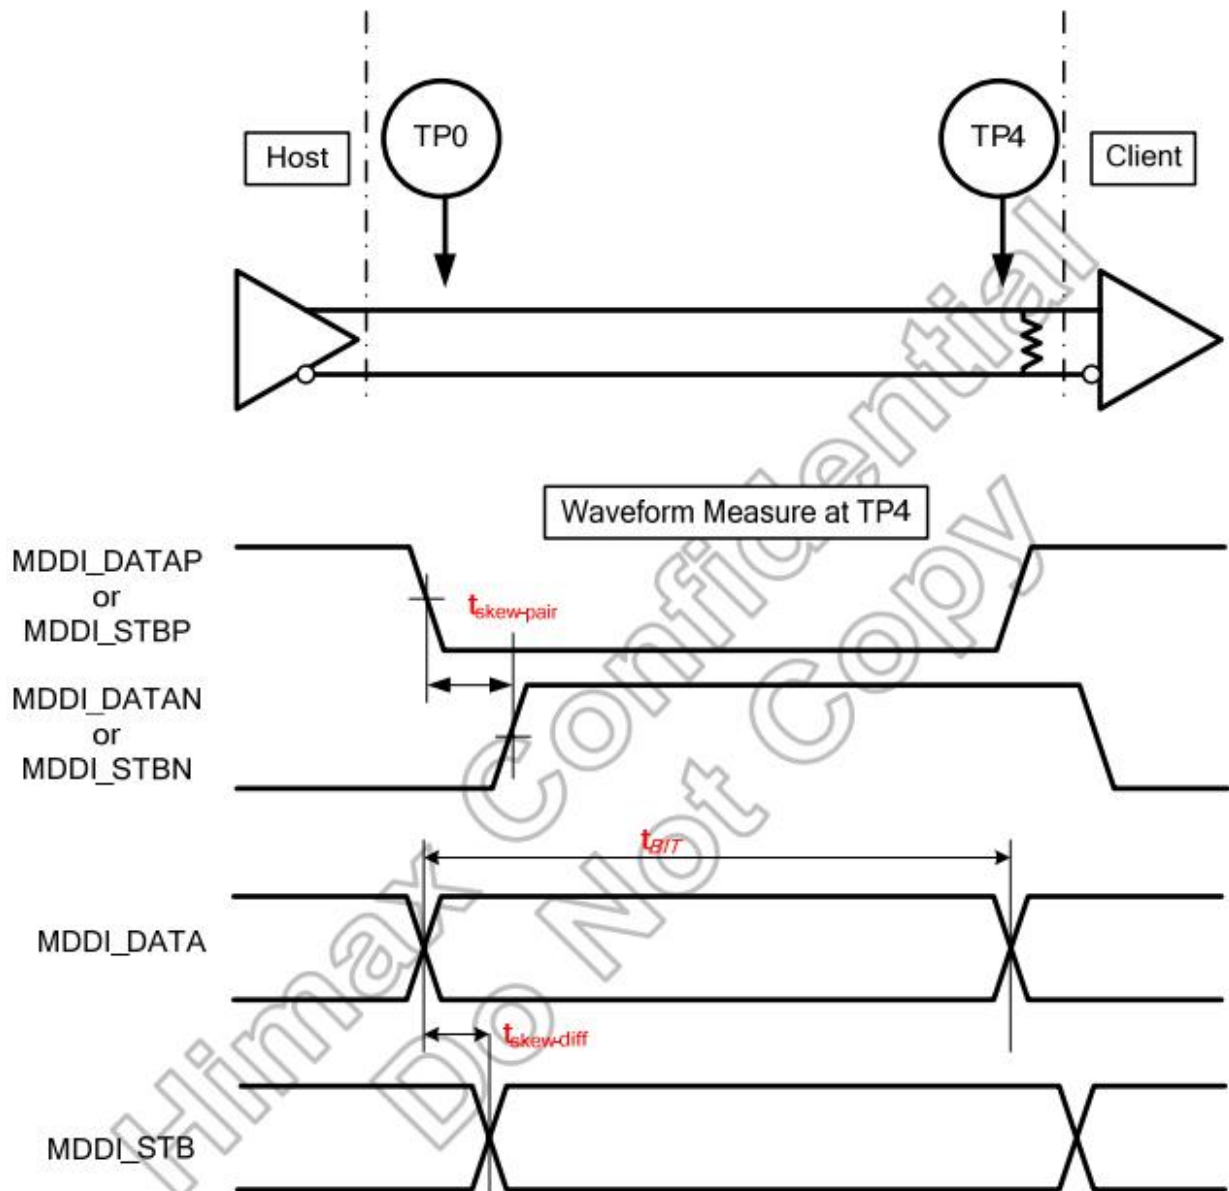 Host
TP0
TP4
Client
Waveform Measure at TP4
MDDI_DATAP
or
MDDI_STBP
tskew-pair
MDDI_DATAN
or
MDDI_STBN
tBIT
MDDI_DATA
tskew-diff
MDDI_STB
Himax Confidential
Do Not Copy